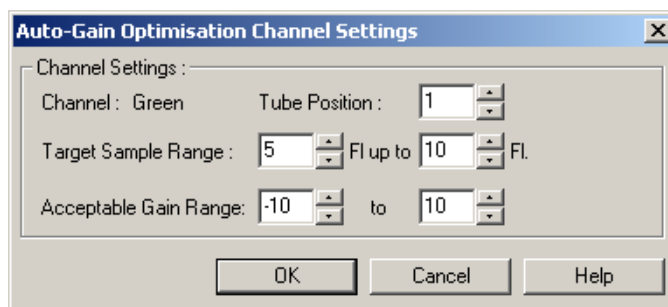 Auto-Gain Optimisation Channel Settings
Channel Settings :
Channel : Green Tube Position : 1
Target Sample Range : 5 Fl up to 10 Fl.
Acceptable Gain Range: -10 to 10
OK Cancel Help